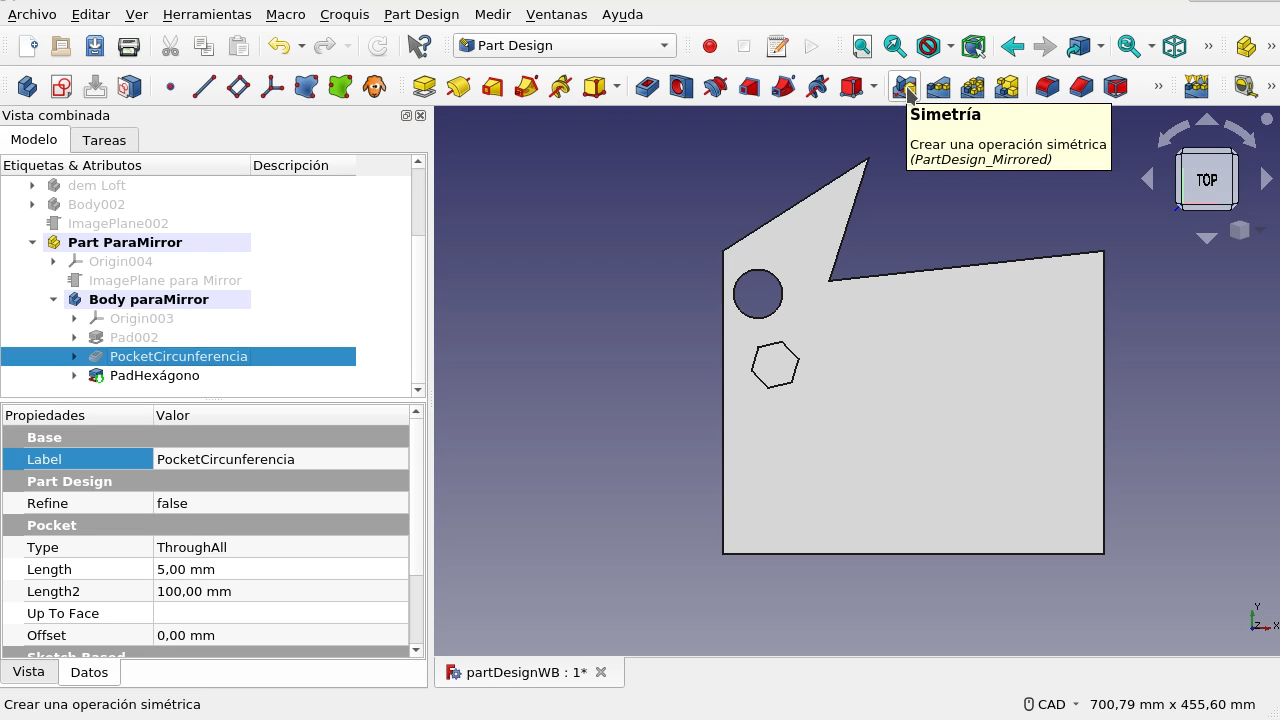 Archivo Editar Ver Herramientas Macro Croquis Part Design Medir Ventanas Ayuda
Part Design
Simetría
Crear una operación simétrica
(PartDesign_Mirrored)
Vista combinada
Modelo Tareas
Etiquetas & Atributos Descripción
dem Loft
Body002
ImagePlane002
Part ParaMirror
Origin004
ImagePlane para Mirror
Body paraMirror
Origin003
Pad002
PocketCircunferencia
PadHexágono
Propiedades Valor
Base
Label PocketCircunferencia
Part Design
Refine false
Pocket
Type ThroughAll
Length 5,00 mm
Length2 100,00 mm
Up To Face
Offset 0,00 mm
Sketch Based
Vista Datos
TOP
Y
Z X
partDesignWB : 1*
Crear una operación simétrica
CAD 700,79 mm x 455,60 mm